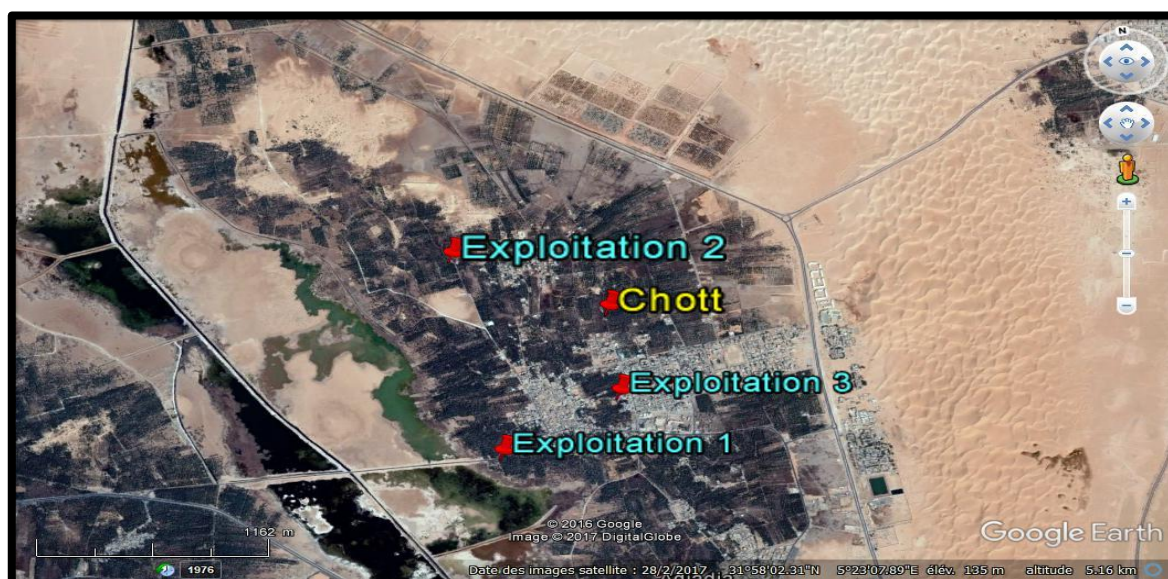 N
Exploitation 2
Chott
Exploitation 3
Exploitation 1
© 2016 Google
Image © 2017 DigitalGlobe
Google Earth
1162 m
1976
Date des images satellite : 28/2/2017 31°58'02.31"N 5°23'07.89"E élév. 135 m altitude 5.16 km